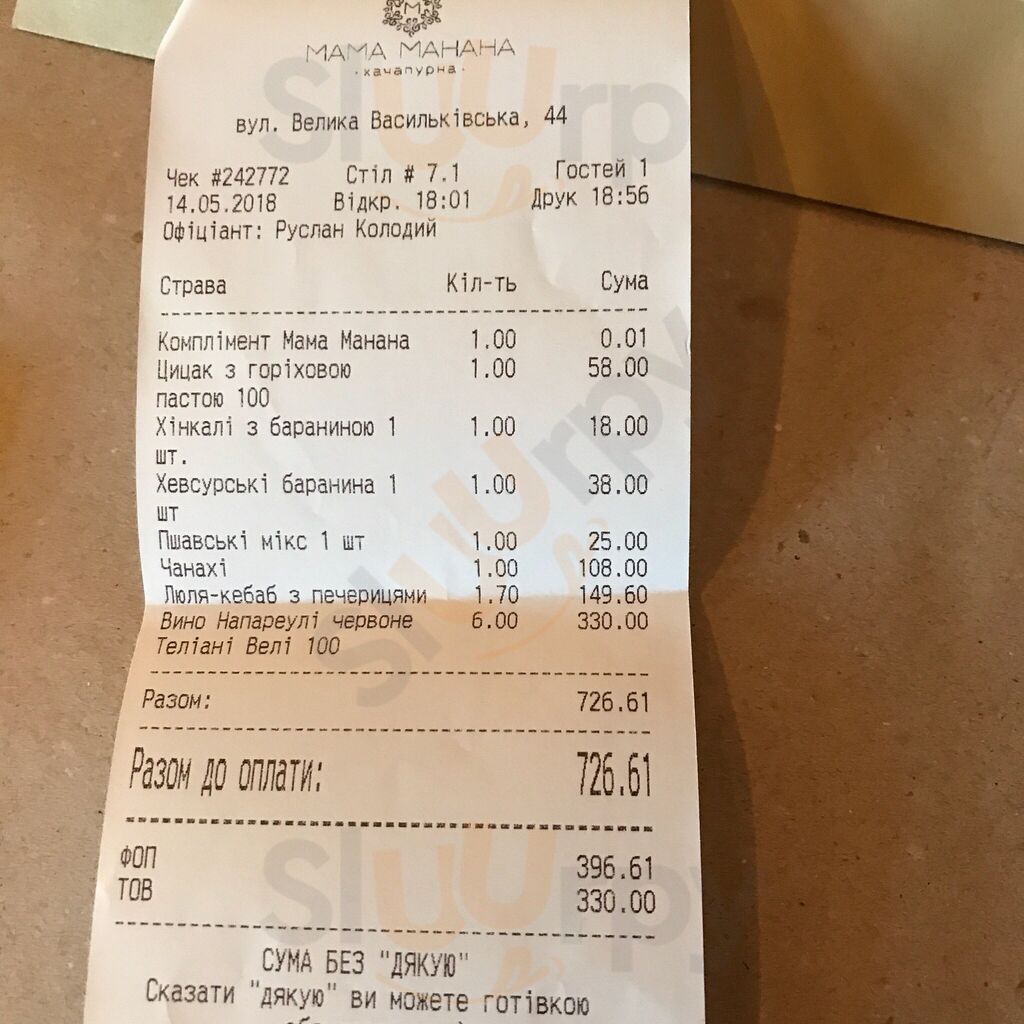 M
МАМА МАНАНА
·хачапурна·
вул. Велика Васильківська, 44
Чек #242772 Стіл # 7.1 Гостей 1
14.05.2018 Відкр. 18:01 Друк 18:56
Офіціант: Руслан Колодий
Страва Кіл-ть Сума
Комплімент Мама Манана 1.00 0.01
Цицак з горіховою 1.00 58.00
пастою 100
Хінкалі з бараниною 1 1.00 18.00
шт.
Хевсурські баранина 1 1.00 38.00
шт
Пшавські мікс 1 шт 1.00 25.00
Чанахі 1.00 108.00
Люля-кебаб з печерицями 1.70 149.60
Вино Напареулі червоне 6.00 330.00
Теліані Велі 100
Разом: 726.61
Разом до оплати: 726.61
ФОП 396.61
ТОВ 330.00
СУМА БЕЗ "ДЯКУЮ"
Сказати "дякую" ви можете готівкою
Sluurpy
Sluurpy
Sluurpy